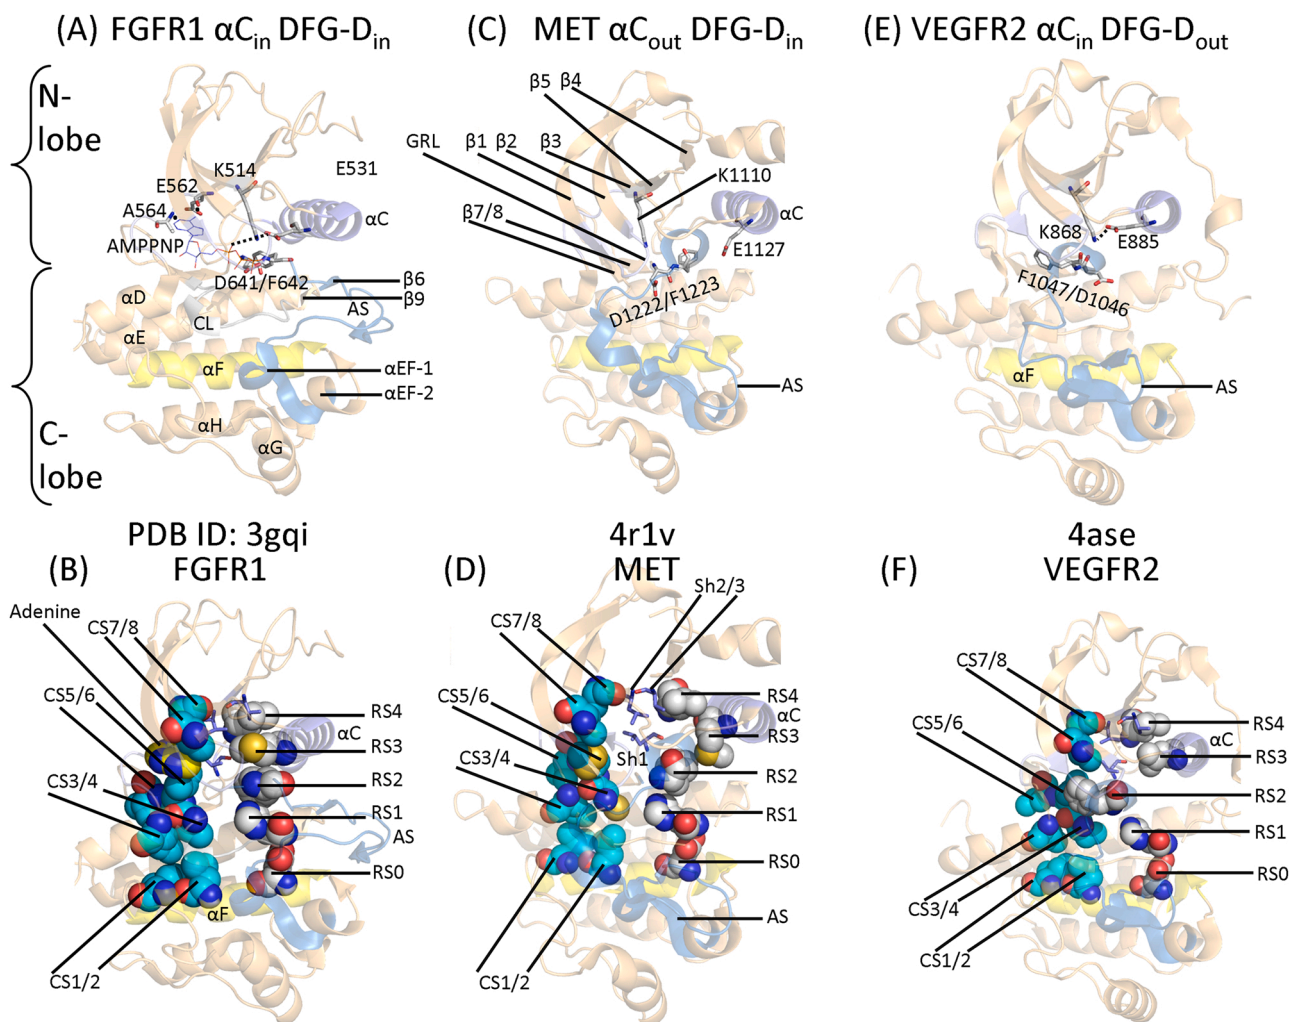 (A) FGFR1 αCin DFG-Din
N-
lobe
E562
K514
E531
A564
αC
AMPPNP
D641/F642
β6
β9
αD
AS
CL
αE
αF
αEF-1
αEF-2
C-
lobe
αH
αG
(C) MET αCout DFG-Din
β5 β4
GRL
β1 β2
β3
K1110
β7/8
αC
E1127
D1222/F1223
AS
(E) VEGFR2 αCin DFG-Dout
K868
E885
F1047/D1046
αF
AS
PDB ID: 3gqi
(B) FGFR1
Adenine
CS7/8
CS5/6
RS4
αC
RS3
CS3/4
RS2
RS1
AS
RS0
αF
CS1/2
4r1v
(D) MET
Sh2/3
CS7/8
CS5/6
RS4
αC
RS3
Sh1
CS3/4
RS2
RS1
RS0
AS
CS1/2
4ase
(F) VEGFR2
CS7/8
CS5/6
RS4
αC
RS3
RS2
RS1
RS0
CS3/4
CS1/2